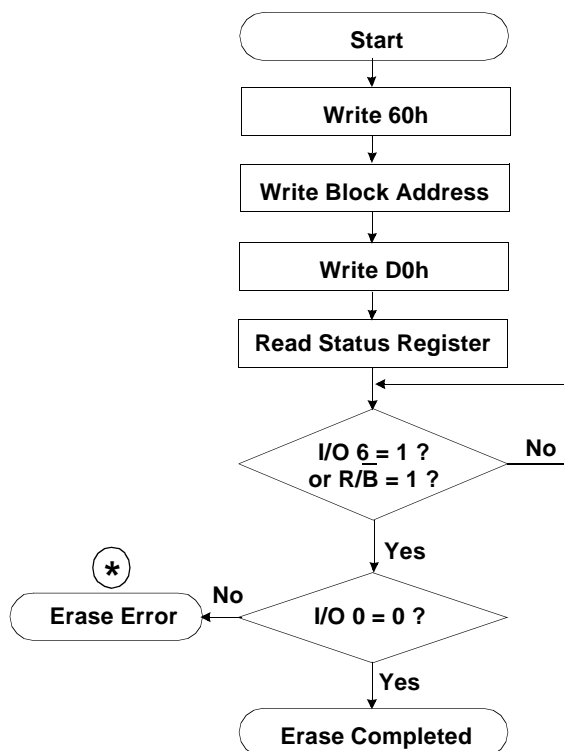 Start
Write 60h
Write Block Address
Write D0h
Read Status Register
I/O 6 = 1 ?
or R/B̅ = 1 ?
No
Yes
*
No
Erase Error
I/O 0 = 0 ?
Yes
Erase Completed